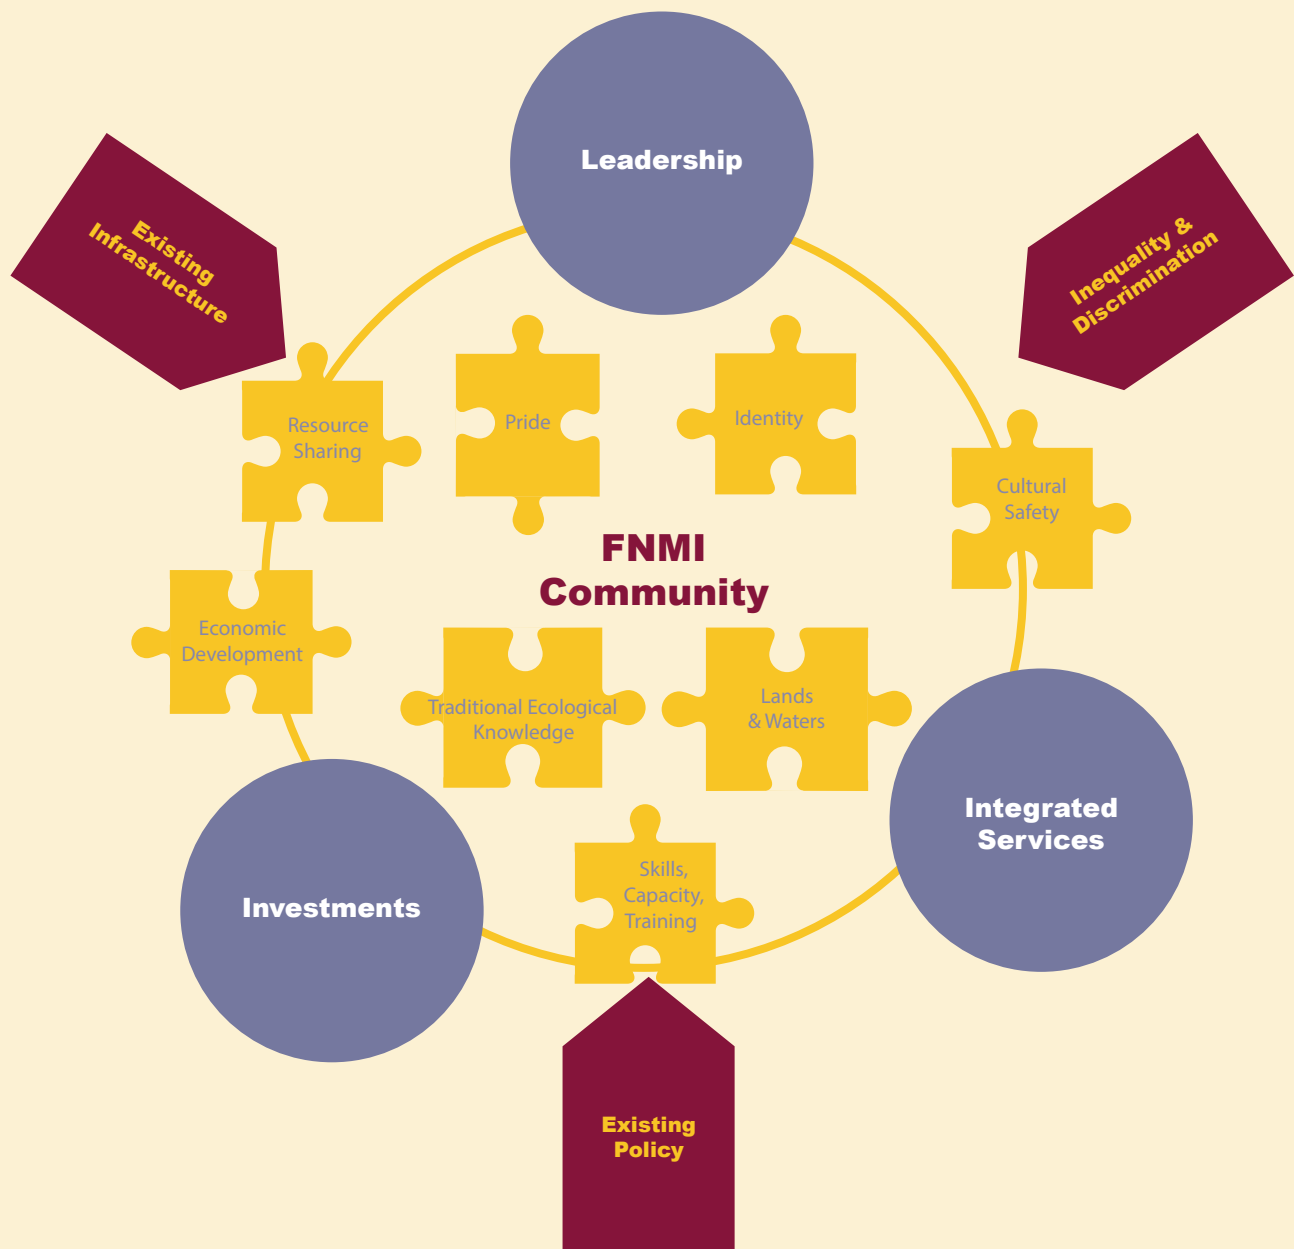 Leadership
Existing
Infrastructure
Inequality &
Discrimination
Resource
Sharing
Pride
Identity
Cultural
Safety
FNMI
Community
Economic
Development
Traditional Ecological
Knowledge
Lands
& Waters
Integrated
Services
Skills,
Capacity,
Training
Investments
Existing
Policy